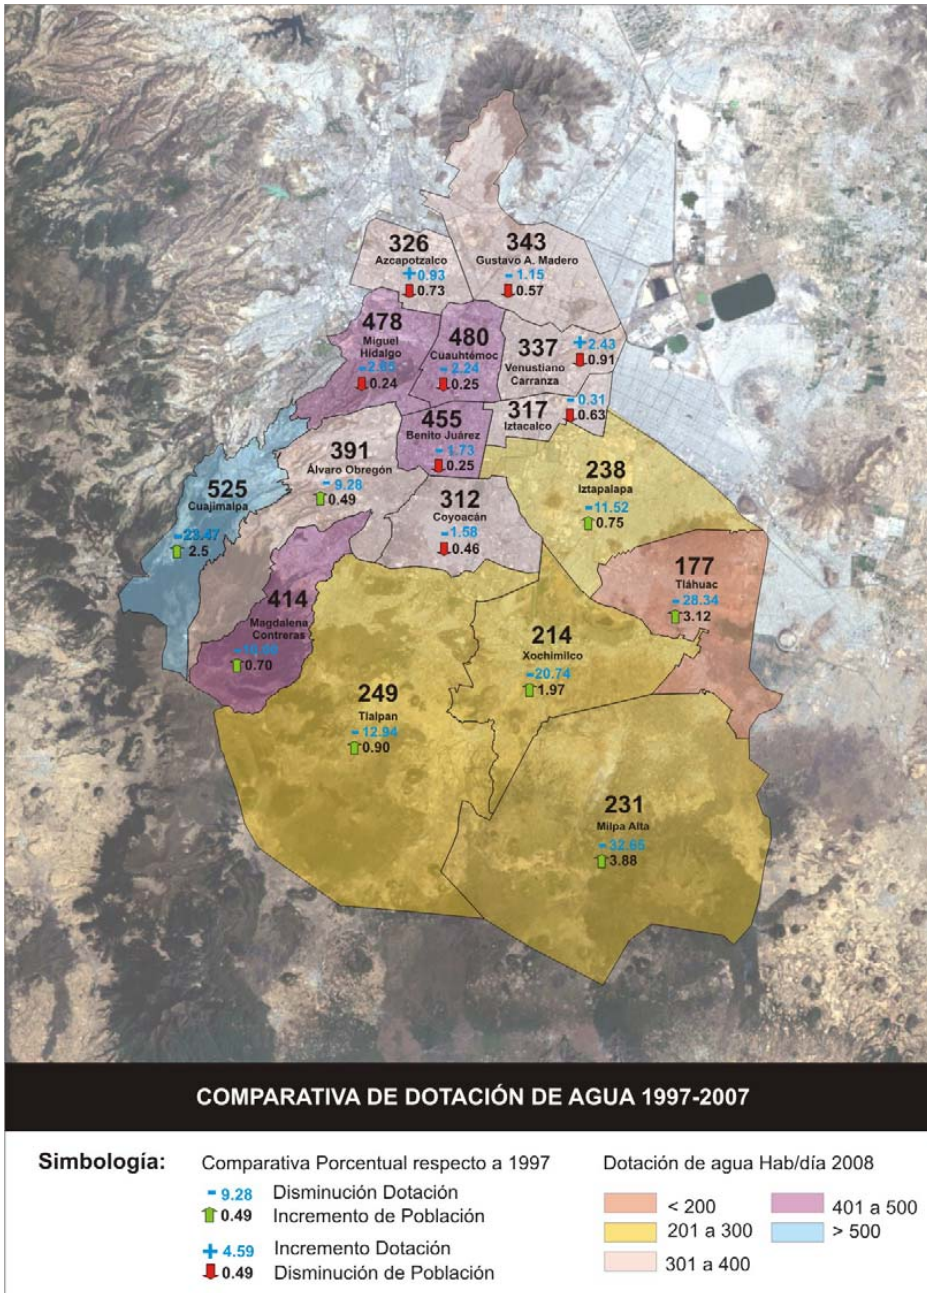 326
Azcapotzalco
+0.93
0.73
343
Gustavo A. Madero
- 1.15
0.57
478
Miguel
Hidalgo
0.24
480
Cuauhtémoc
- 2.24
0.25
337
Venustiano
Carranza
+ 2.43
0.91
317
Iztacalco
- 0.31
0.63
455
Benito Juárez
- 1.73
0.25
391
Álvaro Obregón
- 9.28
0.49
525
Cuajimalpa
-23.47
2.5
312
Coyoacán
-1.58
0.46
238
Iztapalapa
-11.52
0.75
177
Tláhuac
- 28.34
3.12
414
Magdalena
Contreras
0.70
214
Xochimilco
-20.74
1.97
249
Tlalpan
- 12.94
0.90
231
Milpa Alta
- 32.65
3.88
COMPARATIVA DE DOTACIÓN DE AGUA 1997-2007
Simbología:
Comparativa Porcentual respecto a 1997
- 9.28 Disminución Dotación
0.49 Incremento de Población
+ 4.59 Incremento Dotación
0.49 Disminución de Población
Dotación de agua Hab/día 2008
< 200
201 a 300
301 a 400
401 a 500
> 500